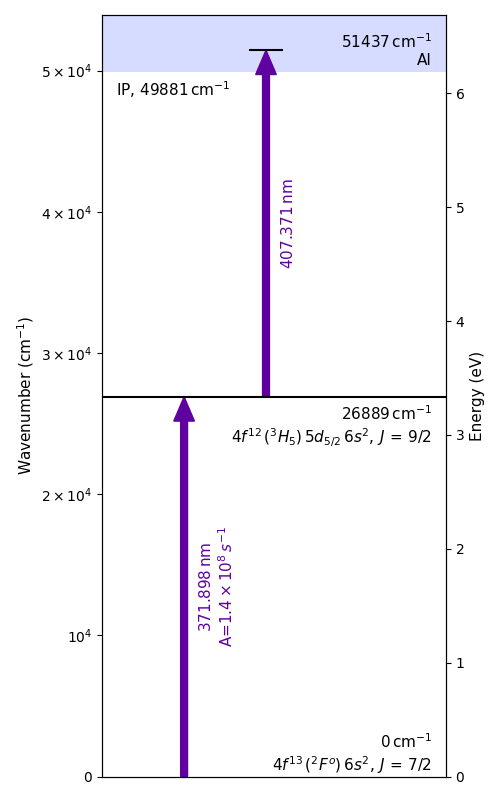 51437 cm⁻¹
AI
5 × 10⁴
IP, 49881 cm⁻¹
6
407.371 nm
4 × 10⁴
5
3 × 10⁴
4
Wavenumber (cm⁻¹)
Energy (eV)
26889 cm⁻¹
4f¹² (³H₅) 5d₅/₂ 6s², J = 9/2
3
2 × 10⁴
2
371.898 nm
A=1.4 × 10⁸ s⁻¹
10⁴
1
0 cm⁻¹
4f¹³ (²Fᵒ) 6s², J = 7/2
0
0